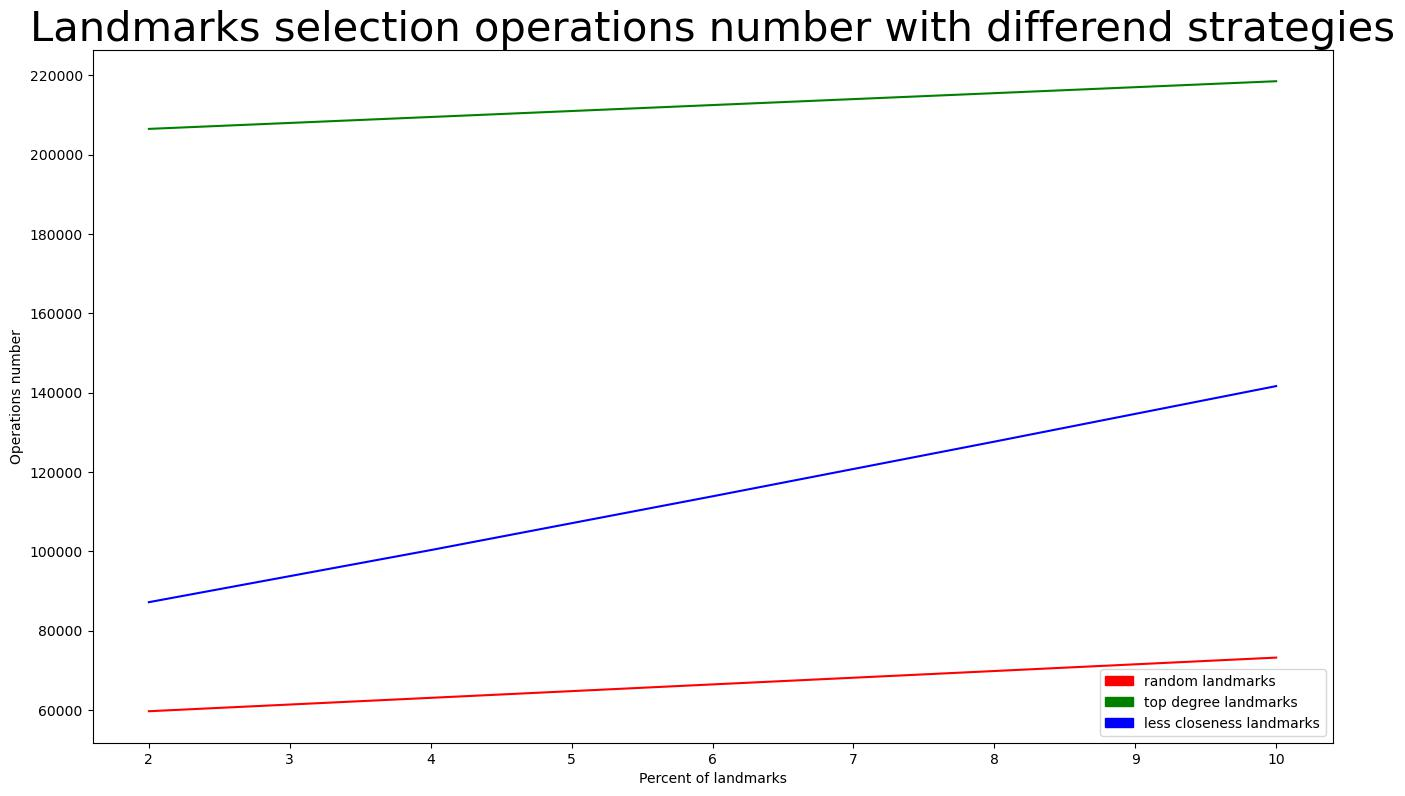 Landmarks selection operations number with differend strategies
220000
200000
180000
160000
140000
120000
100000
80000
60000
Operations number
2 3 4 5 6 7 8 9 10
Percent of landmarks
random landmarks
top degree landmarks
less closeness landmarks